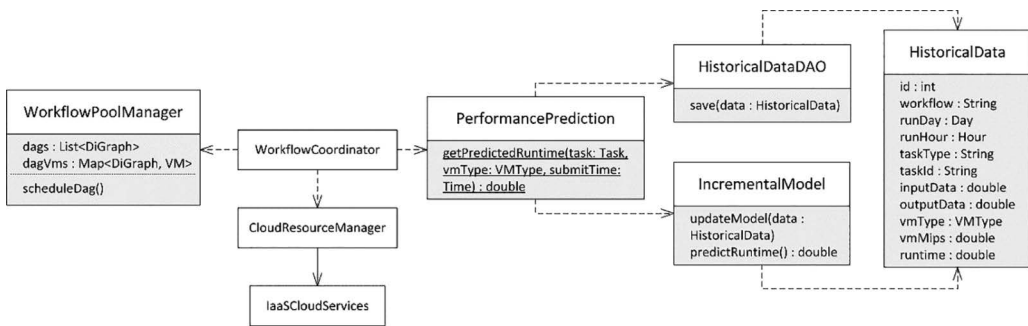 WorkflowPoolManager
dags : List<DiGraph>
dagVms : Map<DiGraph, VM>
scheduleDag()
WorkflowCoordinator
CloudResourceManager
IaaSCloudServices
PerformancePrediction
getPredictedRuntime(task: Task,
vmType: VMType, submitTime:
Time) : double
HistoricalDataDAO
save(data : HistoricalData)
IncrementalModel
updateModel(data :
HistoricalData)
predictRuntime() : double
HistoricalData
id : int
workflow : String
runDay : Day
runHour : Hour
taskType : String
taskId : String
inputData : double
outputData : double
vmType : VMType
vmMips : double
runtime : double